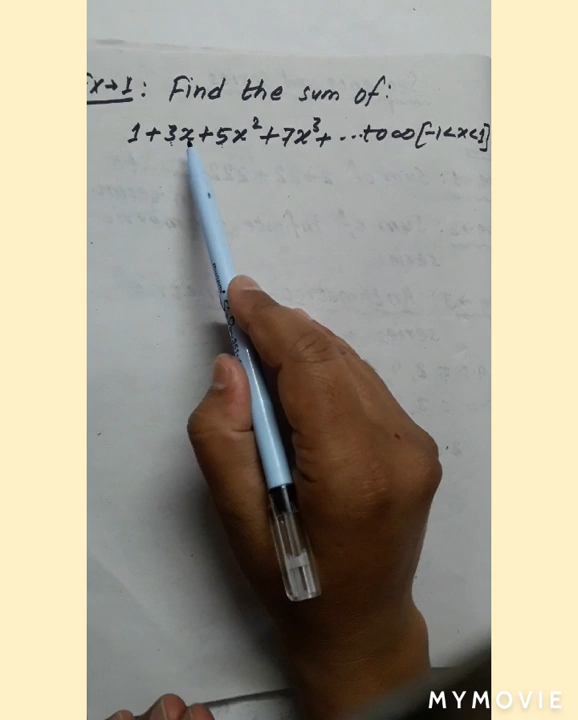 Ex→1: Find the sum of:
1+3x+5x²+7x³+...to∞[-1<x<1]
MYMOVIE